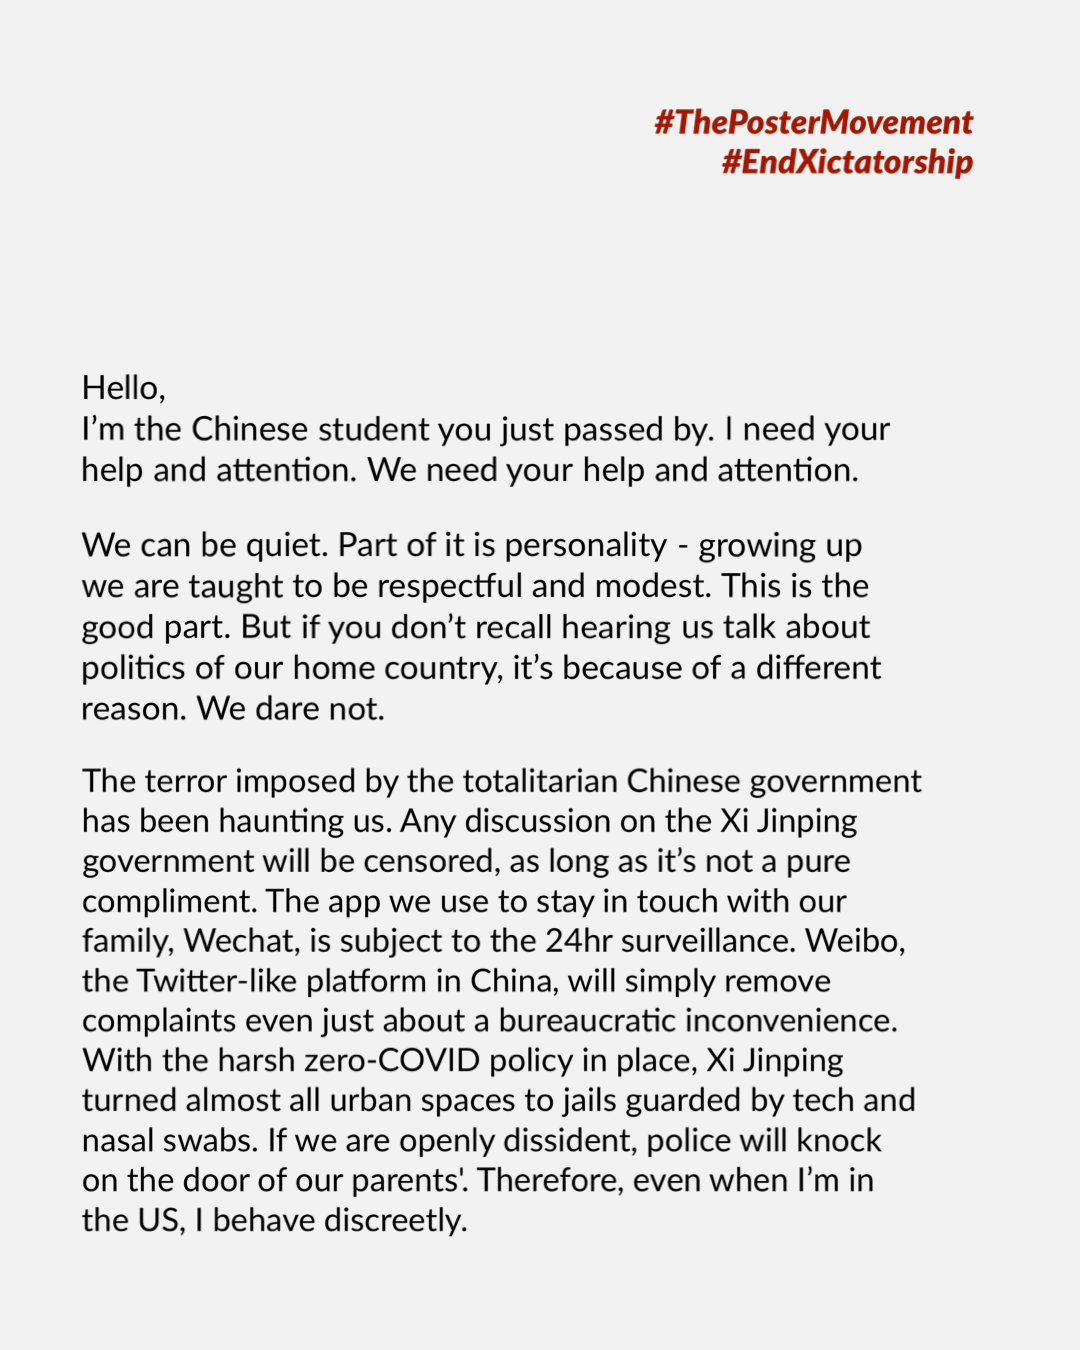 #ThePosterMovement
#EndXictatorship
Hello,
I’m the Chinese student you just passed by. I need your
help and attention. We need your help and attention.
We can be quiet. Part of it is personality - growing up
we are taught to be respectful and modest. This is the
good part. But if you don’t recall hearing us talk about
politics of our home country, it’s because of a different
reason. We dare not.
The terror imposed by the totalitarian Chinese government
has been haunting us. Any discussion on the Xi Jinping
government will be censored, as long as it’s not a pure
compliment. The app we use to stay in touch with our
family, Wechat, is subject to the 24hr surveillance. Weibo,
the Twitter-like platform in China, will simply remove
complaints even just about a bureaucratic inconvenience.
With the harsh zero-COVID policy in place, Xi Jinping
turned almost all urban spaces to jails guarded by tech and
nasal swabs. If we are openly dissident, police will knock
on the door of our parents'. Therefore, even when I’m in
the US, I behave discreetly.